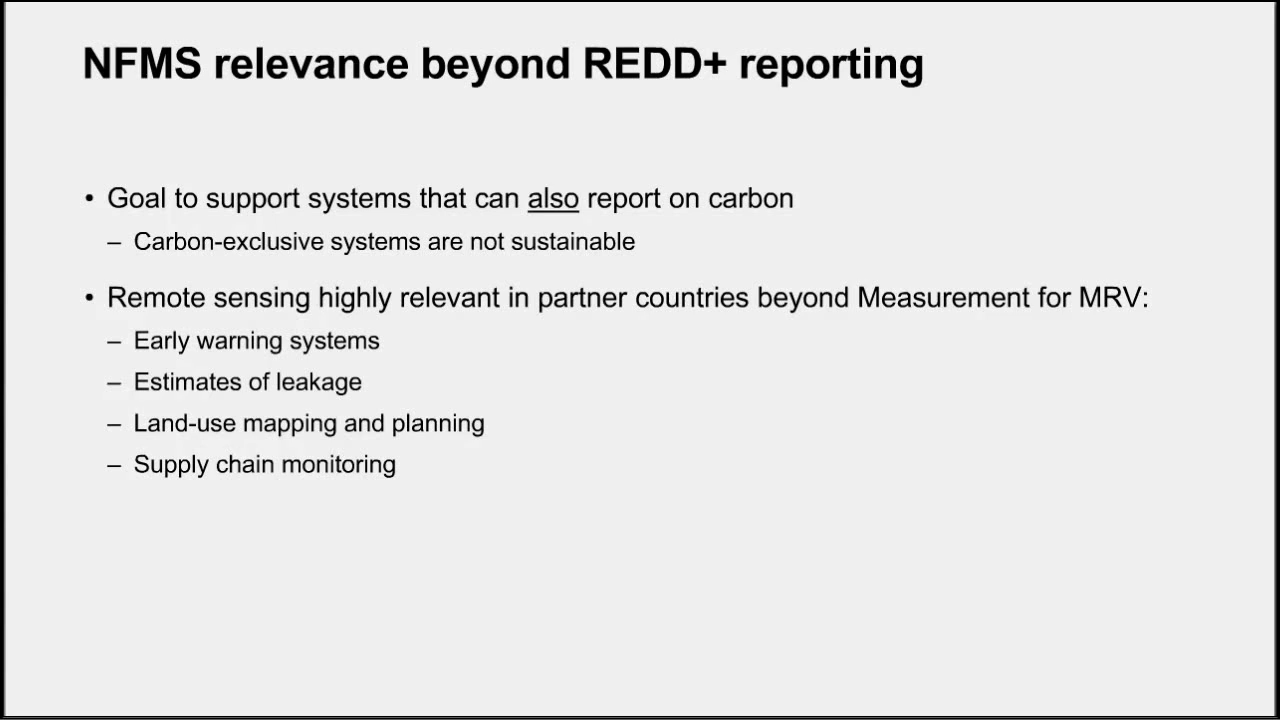 NFMS relevance beyond REDD+ reporting
• Goal to support systems that can also report on carbon
– Carbon-exclusive systems are not sustainable
• Remote sensing highly relevant in partner countries beyond Measurement for MRV:
– Early warning systems
– Estimates of leakage
– Land-use mapping and planning
– Supply chain monitoring